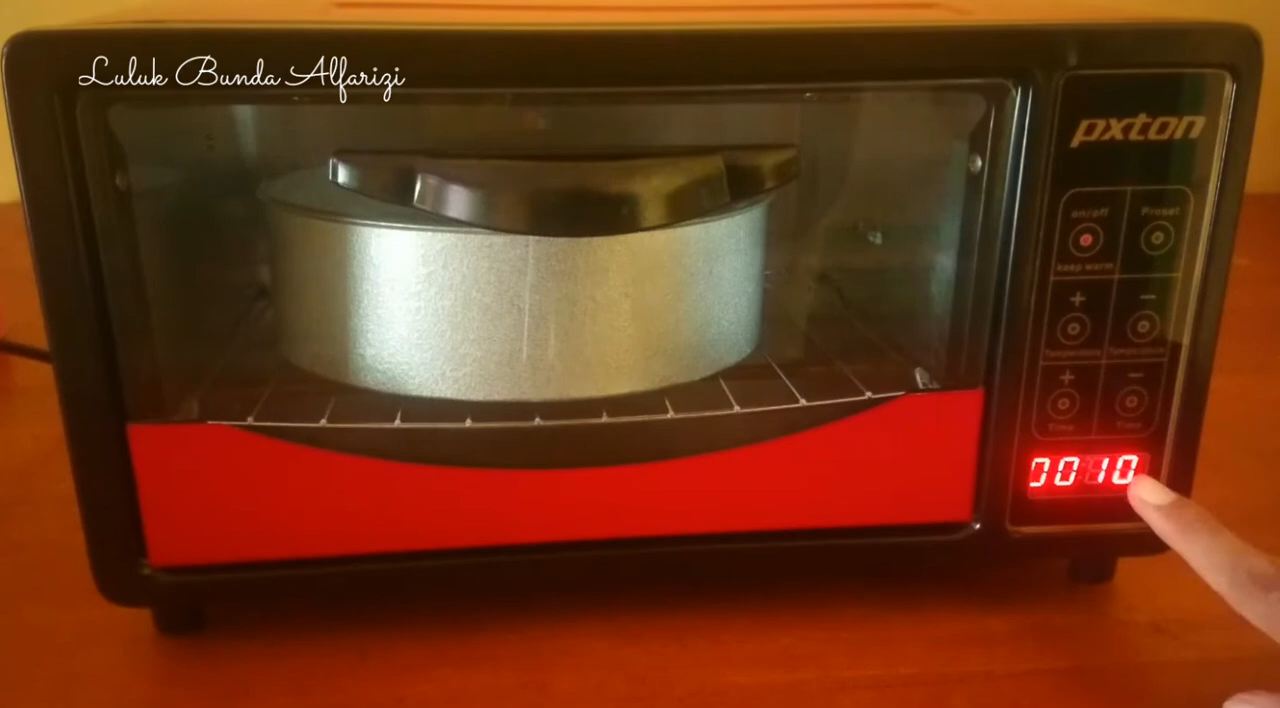 Luluk Bunda Alfarizi
pxton
on/off
Preset
keep warm
+
−
Temperature
Temperature
+
−
Time
Time
0010